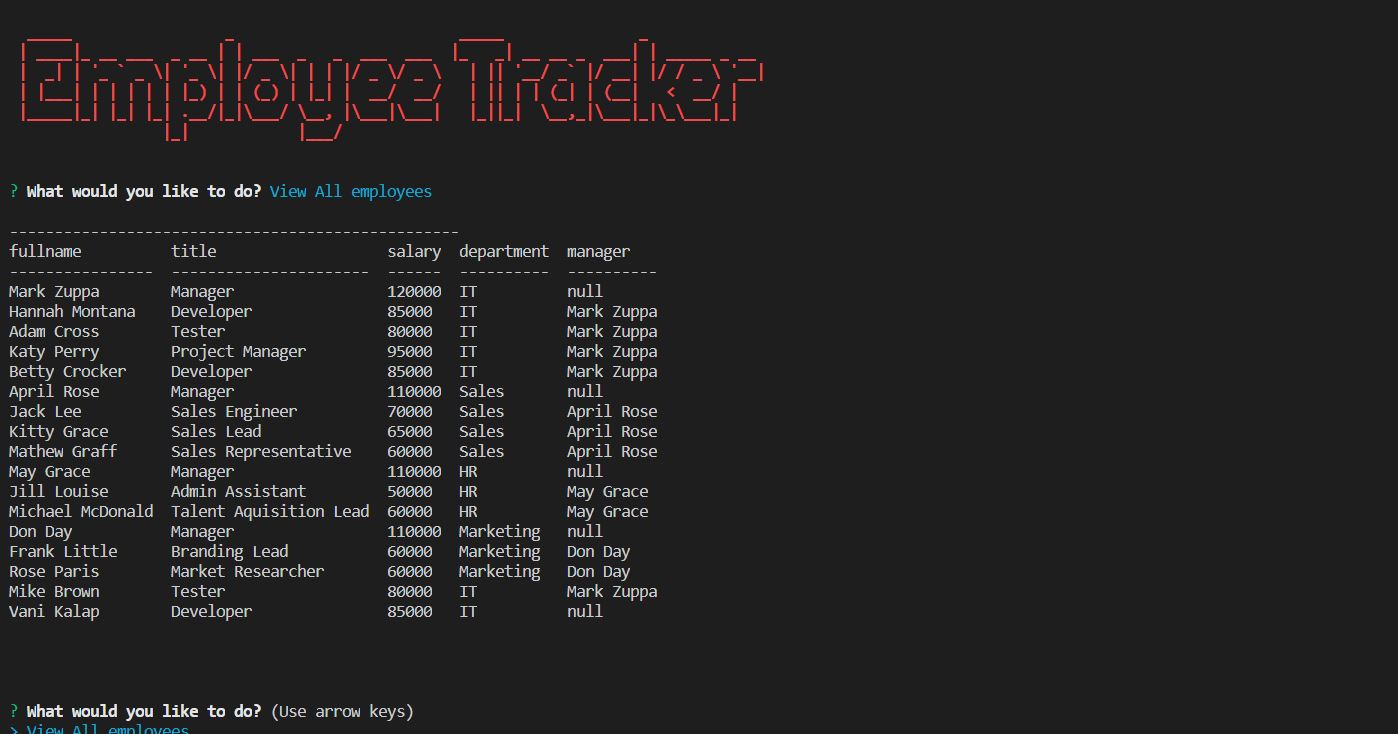 Employee Tracker
? What would you like to do? View All employees
--------------------------------------------------
fullname          title                   salary  department  manager
----------------  ----------------------  ------  ----------  ----------
Mark Zuppa        Manager                 120000  IT          null
Hannah Montana    Developer               85000   IT          Mark Zuppa
Adam Cross        Tester                  80000   IT          Mark Zuppa
Katy Perry        Project Manager         95000   IT          Mark Zuppa
Betty Crocker     Developer               85000   IT          Mark Zuppa
April Rose        Manager                 110000  Sales       null
Jack Lee          Sales Engineer          70000   Sales       April Rose
Kitty Grace       Sales Lead              65000   Sales       April Rose
Mathew Graff      Sales Representative    60000   Sales       April Rose
May Grace         Manager                 110000  HR          null
Jill Louise       Admin Assistant         50000   HR          May Grace
Michael McDonald  Talent Aquisition Lead  60000   HR          May Grace
Don Day           Manager                 110000  Marketing   null
Frank Little      Branding Lead           60000   Marketing   Don Day
Rose Paris        Market Researcher       60000   Marketing   Don Day
Mike Brown        Tester                  80000   IT          Mark Zuppa
Vani Kalap        Developer               85000   IT          null
? What would you like to do? (Use arrow keys)
> View All employees